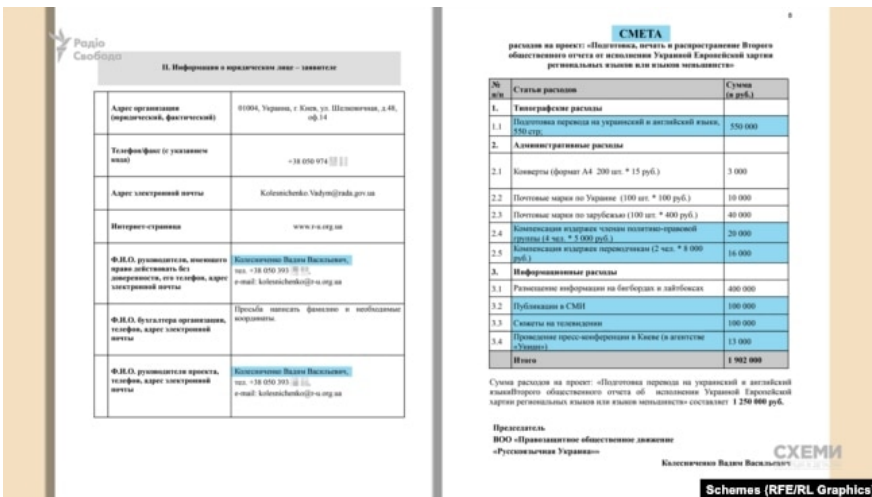 Радіо
Свобода
II. Информация о юридическом лице – заявителе
Адрес организации
(юридический, фактический)
01004, Украина, г. Киев, ул. Шелковичная, д.48,
оф.14
Телефон/факс (с указанием
кода)
+38 050 974
Адрес электронной почты
Kolesnichenko.Vadym@rada.gov.ua
Интернет-страница
www.r-u.org.ua
Ф.И.О. руководителя, имеющего
права действовать без
доверенности, его телефон, адрес
электронной почты
Колесниченко Вадим Васильевич,
тел. +38 050 393
e-mail: kolesnichenko@r-u.org.ua
Ф.И.О. бухгалтера организации,
телефон, адрес электронной
почты
Просьба написать фамилию и необходимые
координаты.
Ф.И.О. руководителя проекта,
телефон, адрес электронной
почты
Колесниченко Вадим Васильевич,
тел. +38 050 393
e-mail: kolesnichenko@r-u.org.ua
8
СМЕТА
расходов на проект: «Подготовка, печать и распространение Второго
общественного отчета от исполнения Украиной Европейской хартии
региональных языков или языков меньшинств»
№
п/п
Статьи расходов
Сумма
(в руб.)
1.
Типографские расходы
1.1
Подготовка перевода на украинский и английский языки,
550 стр;
550 000
2.
Административные расходы
2.1
Конверты (формат А4 200 шт. * 15 руб.)
3 000
2.2
Почтовые марки по Украине (100 шт. * 100 руб.)
10 000
2.3
Почтовые марки по зарубежью (100 шт. * 400 руб.)
40 000
2.4
Компенсация издержек членам политико-правовой
группы (4 чел. * 5 000 руб.)
20 000
2.5
Компенсация издержек переводчикам (2 чел. * 8 000
руб.)
16 000
3.
Информационные расходы
3.1
Размещение информации на бигбордах и лайтбоксах
400 000
3.2
Публикации в СМИ
100 000
3.3
Сюжеты на телевидении
100 000
3.4
Проведение пресс-конференции в Киеве (в агентстве
«Униан»)
13 000
Итого
1 902 000
Сумма расходов на проект: «Подготовка перевода на украинский и английский
языкиВторого общественного отчета об исполнения Украиной Европейской
хартии региональных языков или языков меньшинств» составляет 1 250 000 руб.
Председатель
ВОО «Правозащитное общественное движение
«Русскоязычная Украина»»
Колесниченко Вадим Васильевич
СХЕМИ
Schemes (RFE/RL Graphics